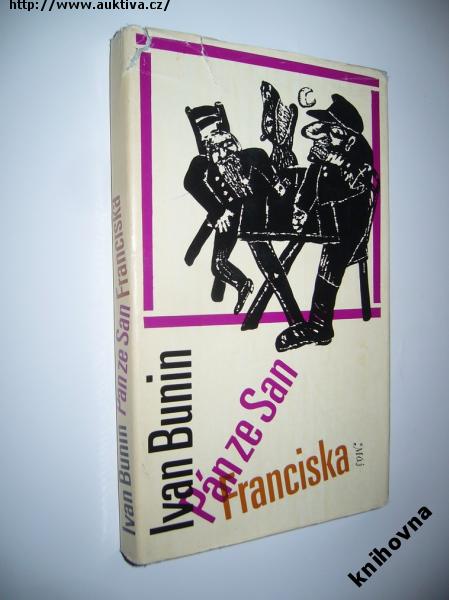 http://www.auktiva.cz/
Ivan Bunin
Pán ze San
Franciska
Ivan Bunin Pán ze San Franciska
knihovna